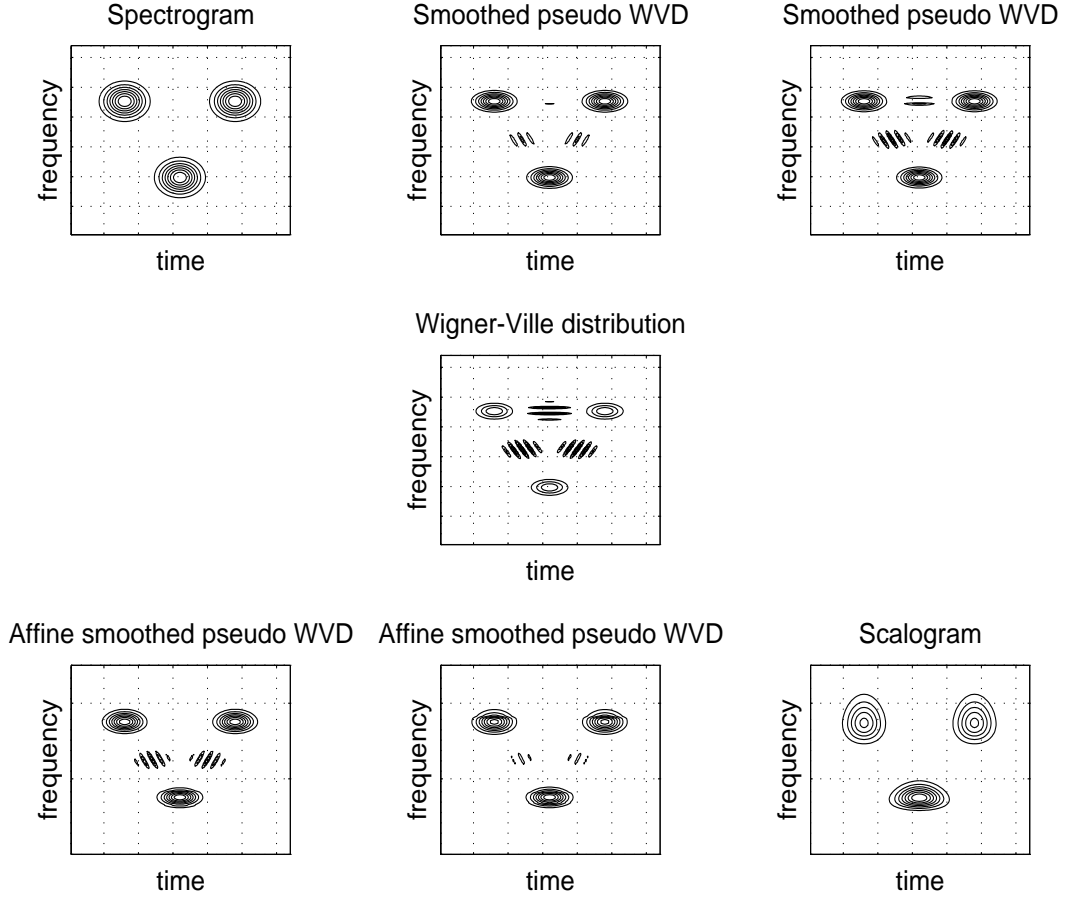 Spectrogram
Smoothed pseudo WVD
Smoothed pseudo WVD
frequency
frequency
frequency
time
time
time
Wigner-Ville distribution
frequency
time
Affine smoothed pseudo WVD
Affine smoothed pseudo WVD
Scalogram
frequency
frequency
frequency
time
time
time